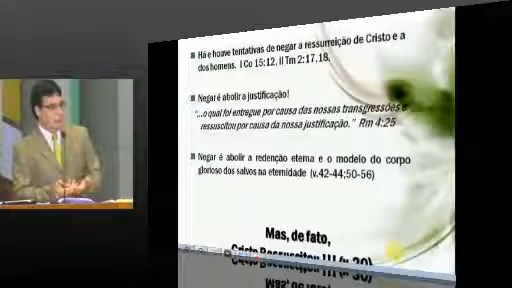 Há e houve tentativas de negar a ressurreição de Cristo e a
dos homens. I Co 15:12, II Tm 2:17,18.
Negar é abolir a justificação!
"...o qual foi entregue por causa das nossas transgressões e
ressuscitou por causa da nossa justificação." Rm 4:25
Negar é abolir a redenção eterna e o modelo do corpo
glorioso dos salvos na eternidade (v.42-44;50-56)
Mas, de fato,
Cristo Ressuscitou !!! (v.20)